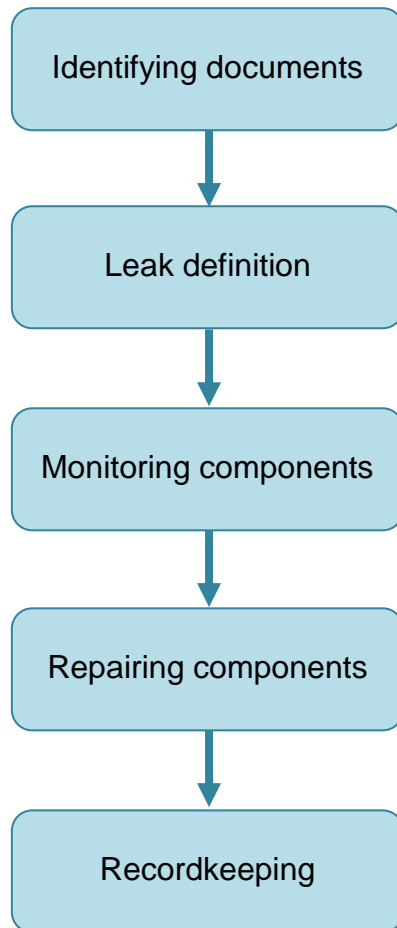 Identifying documents
Leak definition
Monitoring components
Repairing components
Recordkeeping